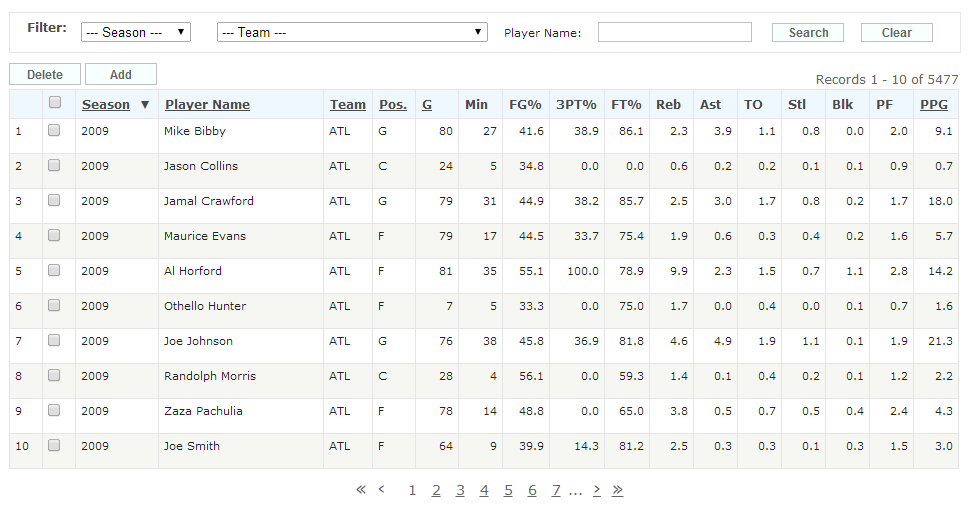 Filter: --- Season --- --- Team --- Player Name: Search Clear
Delete Add Records 1 - 10 of 5477
Season ▼ Player Name Team Pos. G Min FG% 3PT% FT% Reb Ast TO Stl Blk PF PPG
1 2009 Mike Bibby ATL G 80 27 41.6 38.9 86.1 2.3 3.9 1.1 0.8 0.0 2.0 9.1
2 2009 Jason Collins ATL C 24 5 34.8 0.0 0.0 0.6 0.2 0.2 0.1 0.1 0.9 0.7
3 2009 Jamal Crawford ATL G 79 31 44.9 38.2 85.7 2.5 3.0 1.7 0.8 0.2 1.7 18.0
4 2009 Maurice Evans ATL F 79 17 44.5 33.7 75.4 1.9 0.6 0.3 0.4 0.2 1.6 5.7
5 2009 Al Horford ATL F 81 35 55.1 100.0 78.9 9.9 2.3 1.5 0.7 1.1 2.8 14.2
6 2009 Othello Hunter ATL F 7 5 33.3 0.0 75.0 1.7 0.0 0.4 0.0 0.1 0.7 1.6
7 2009 Joe Johnson ATL G 76 38 45.8 36.9 81.8 4.6 4.9 1.9 1.1 0.1 1.9 21.3
8 2009 Randolph Morris ATL C 28 4 56.1 0.0 59.3 1.4 0.1 0.4 0.2 0.1 1.2 2.2
9 2009 Zaza Pachulia ATL F 78 14 48.8 0.0 65.0 3.8 0.5 0.7 0.5 0.4 2.4 4.3
10 2009 Joe Smith ATL F 64 9 39.9 14.3 81.2 2.5 0.3 0.3 0.1 0.3 1.5 3.0
« ‹ 1 2 3 4 5 6 7 ... › »